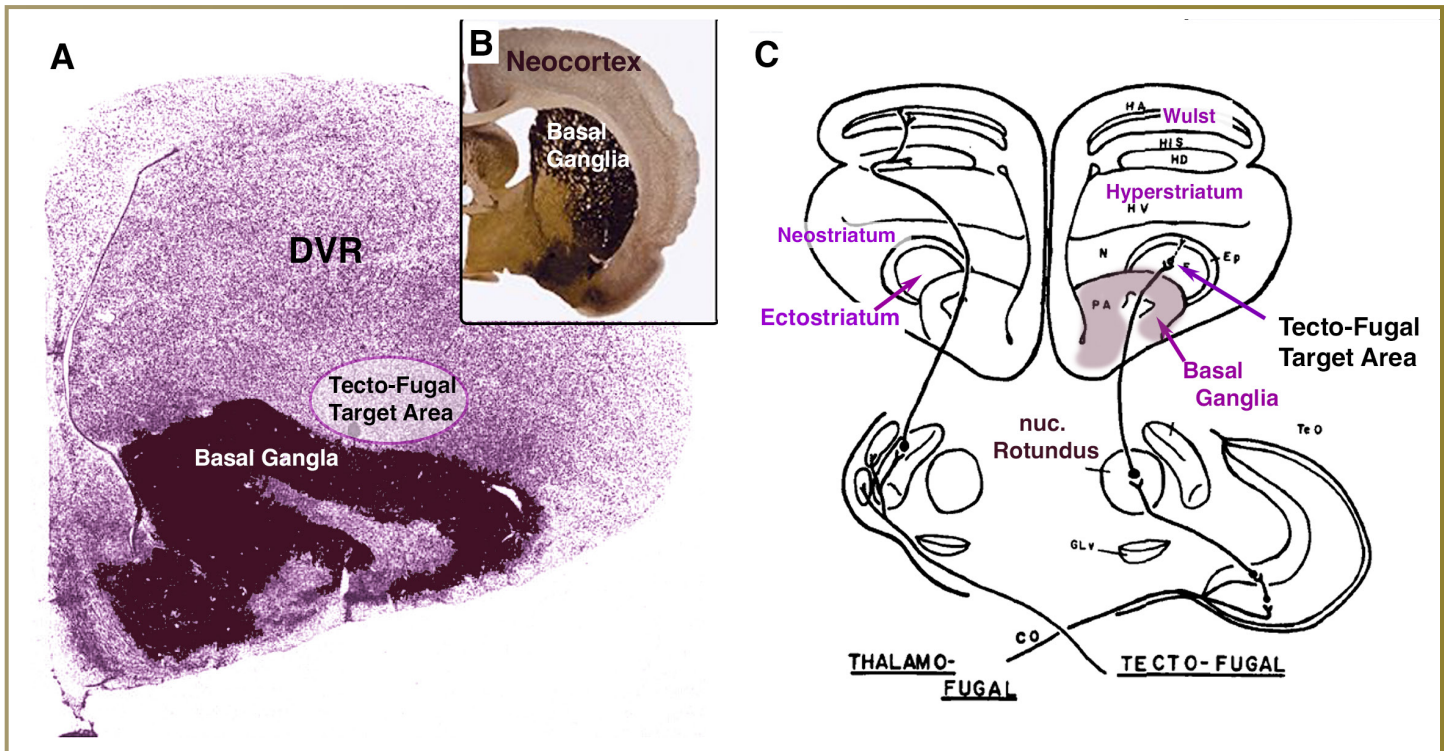 A
DVR
Tecto-Fugal
Target Area
Basal Gangla
B
Neocortex
Basal
Ganglia
C
HA
Wulst
HIS
HD
Hyperstriatum
HV
Neostriatum
N
E
Ep
Ectostriatum
PA
Tecto-Fugal
Target Area
Basal
Ganglia
nuc.
Rotundus
TeO
GLv
CO
THALAMO-
FUGAL
TECTO-FUGAL